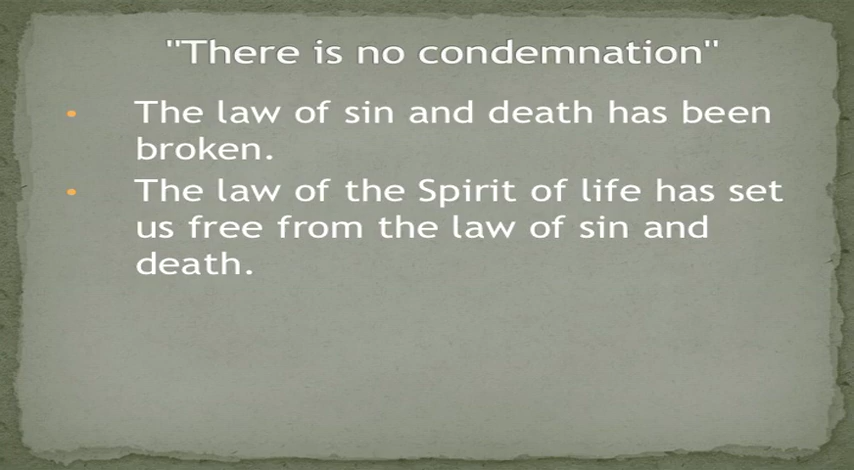 "There is no condemnation"
• The law of sin and death has been
broken.
• The law of the Spirit of life has set
us free from the law of sin and
death.